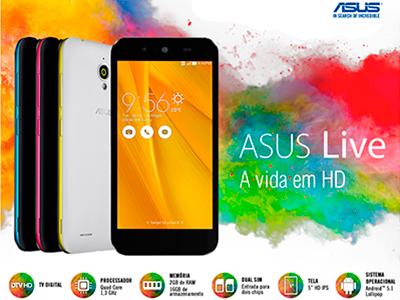 ASUS
IN SEARCH OF INCREDIBLE
9:56
20°C
ASUS
ASUS Live
A vida em HD
DTV HD
TV DIGITAL
PROCESSADOR
Quad Core
1,3 GHz
MEMÓRIA
2GB de RAM
16GB de
armazenamento
DUAL SIM
Entrada para
dois chips
TELA
5" HD IPS
SISTEMA
OPERACIONAL
Android™ 5.1
Lollipop